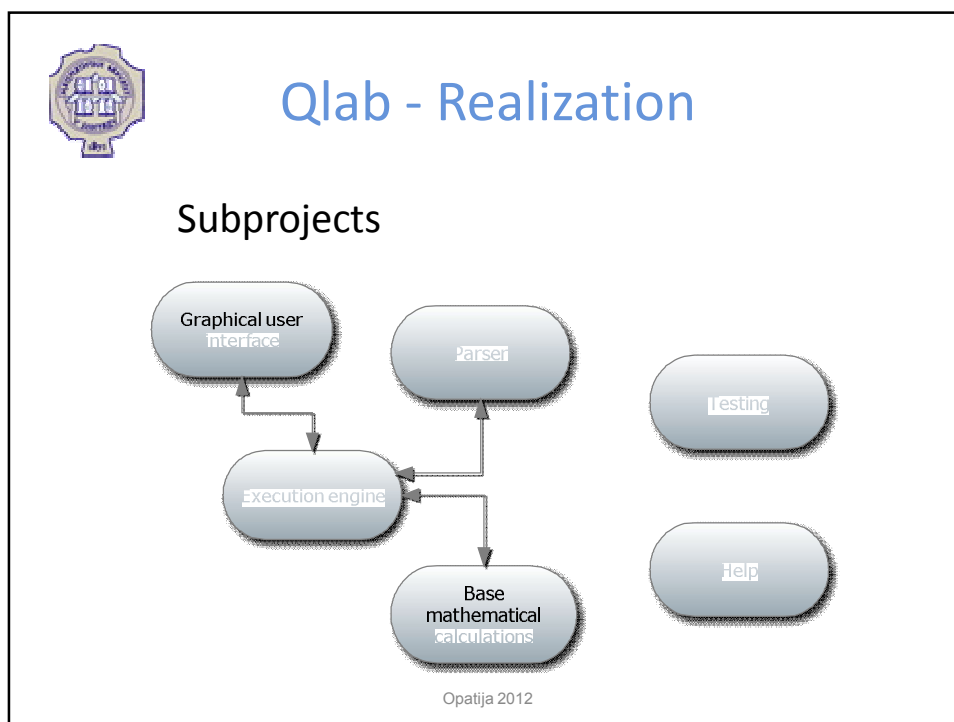 Qlab - Realization
Subprojects
Graphical user
interface
Parser
Testing
Execution engine
Help
Base
mathematical
calculations
Opatija 2012